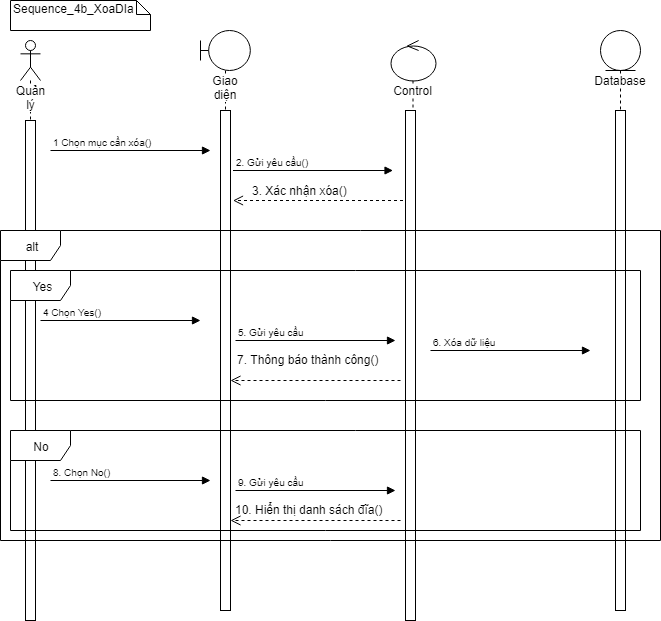 Sequence_4b_XoaDIa
Quản
lý
Giao
diện
Control
Database
1 Chọn mục cần xóa()
2. Gửi yêu cầu()
3. Xác nhận xóa()
alt
Yes
4 Chọn Yes()
5. Gửi yêu cầu
6. Xóa dữ liệu
7. Thông báo thành công()
No
8. Chọn No()
9. Gửi yêu cầu
10. Hiển thị danh sách đĩa()